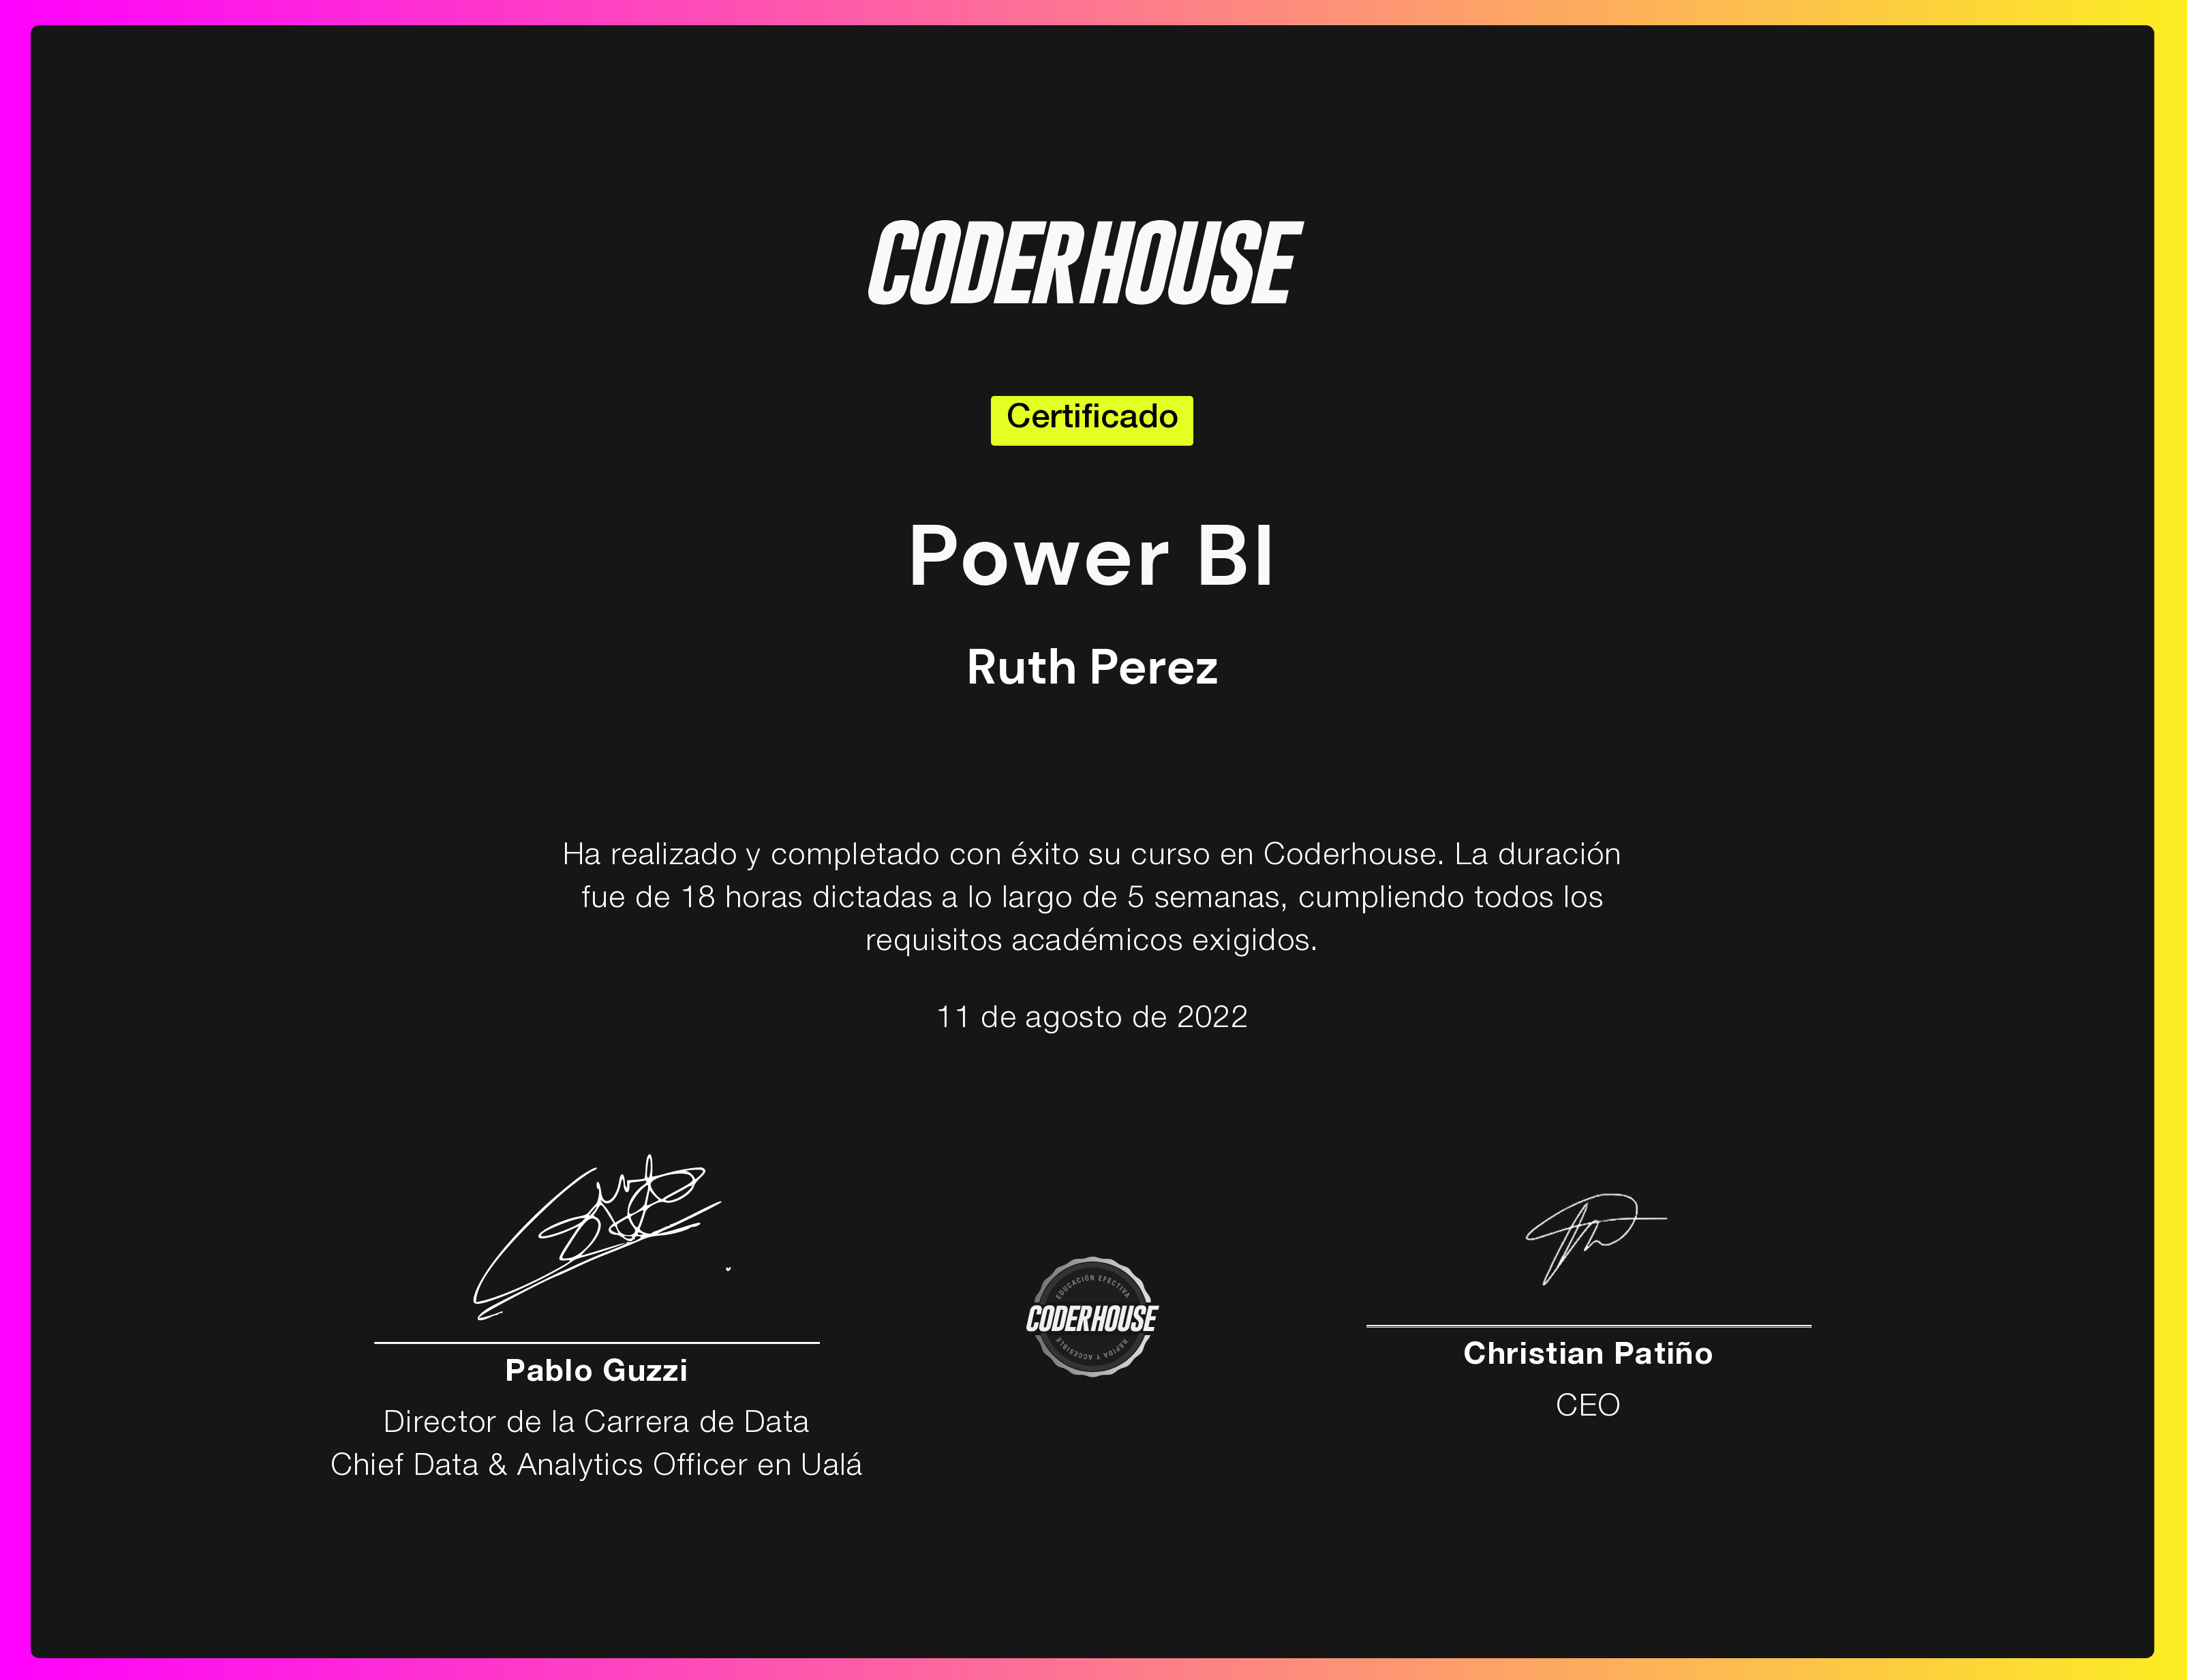 CODERHOUSE
Certificado
Power BI
Ruth Perez
Ha realizado y completado con éxito su curso en Coderhouse. La duración
fue de 18 horas dictadas a lo largo de 5 semanas, cumpliendo todos los
requisitos académicos exigidos.
11 de agosto de 2022
Pablo Guzzi
Director de la Carrera de Data
Chief Data & Analytics Officer en Ualá
EDUCACIÓN EFECTIVA
CODERHOUSE
RÁPIDA Y ACCESIBLE
Christian Patiño
CEO